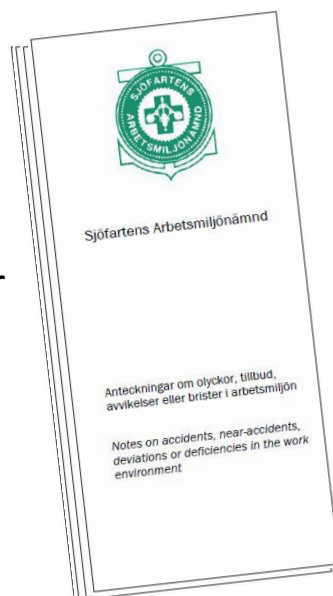 SJÖFARTENS
ARBETSMILJÖNÄMND
Sjöfartens Arbetsmiljönämnd
r
Anteckningar om olyckor, tillbud,
avvikelser eller brister i arbetsmiljön
Notes on accidents, near-accidents,
deviations or deficiencies in the work
environment